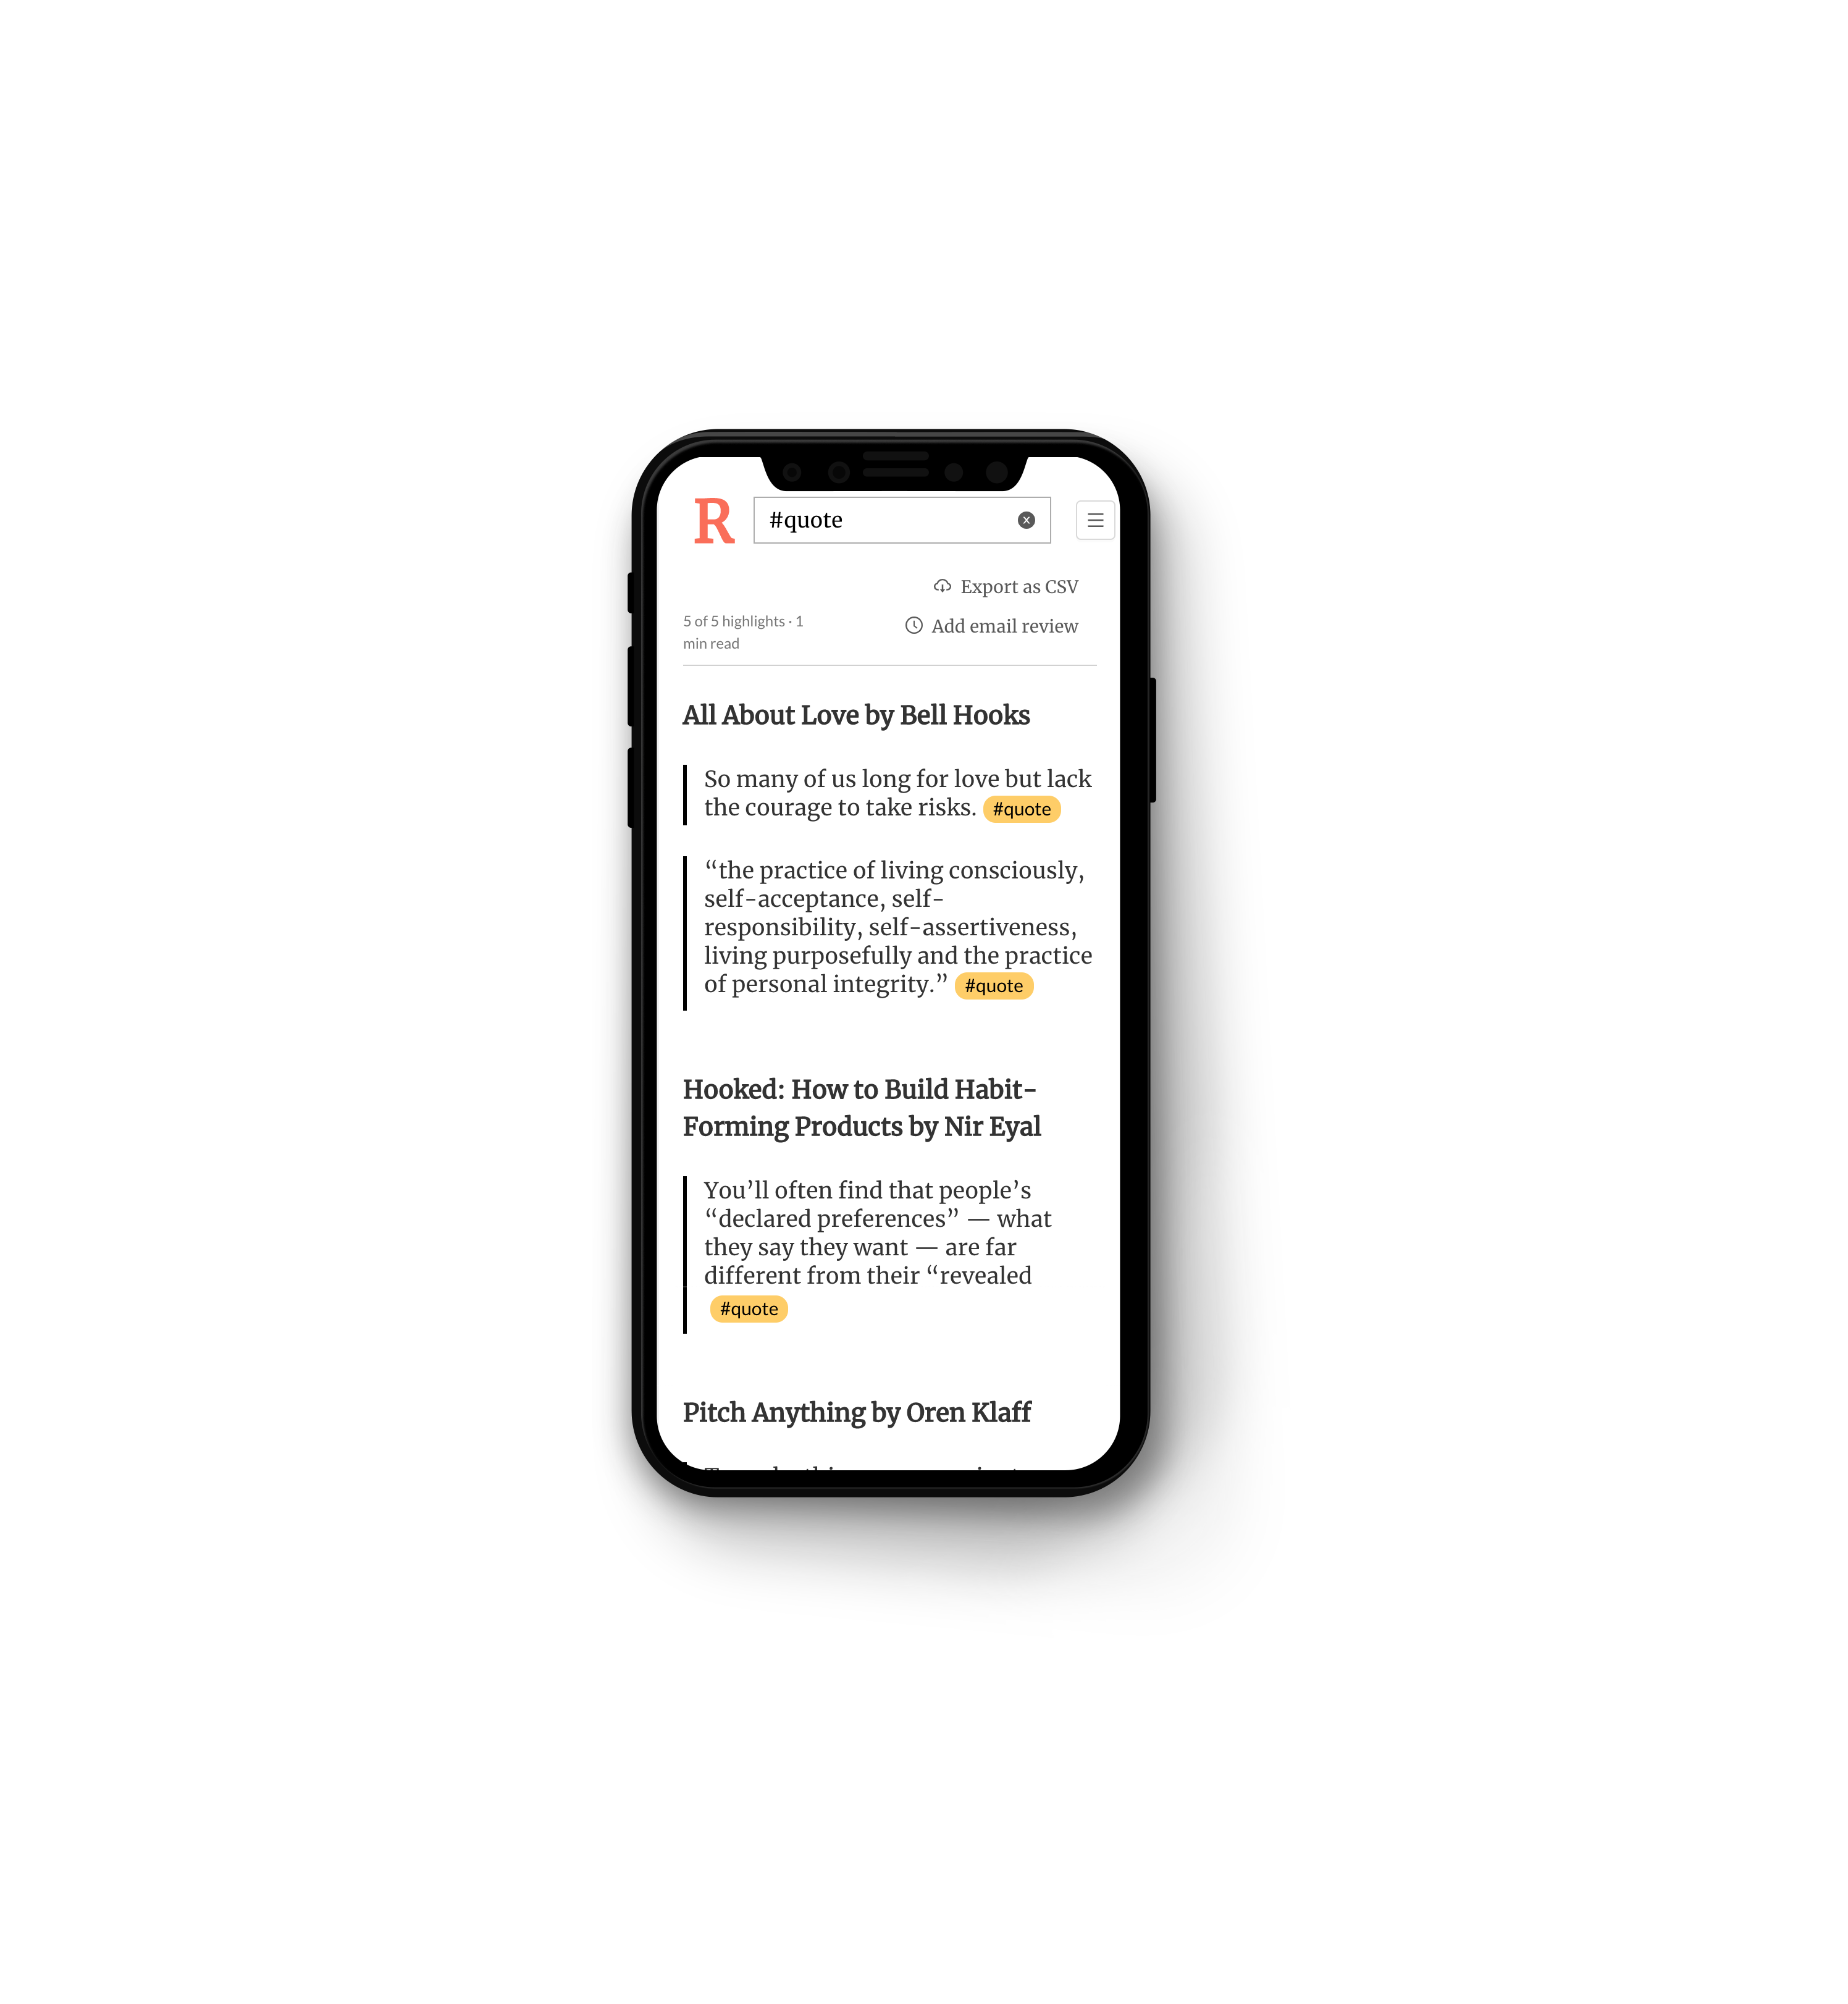 R
#quote
Export as CSV
5 of 5 highlights · 1
min read
Add email review
All About Love by Bell Hooks
So many of us long for love but lack
the courage to take risks. #quote
“the practice of living consciously,
self-acceptance, self-
responsibility, self-assertiveness,
living purposefully and the practice
of personal integrity.” #quote
Hooked: How to Build Habit-
Forming Products by Nir Eyal
You’ll often find that people’s
“declared preferences” — what
they say they want — are far
different from their “revealed
#quote
Pitch Anything by Oren Klaff